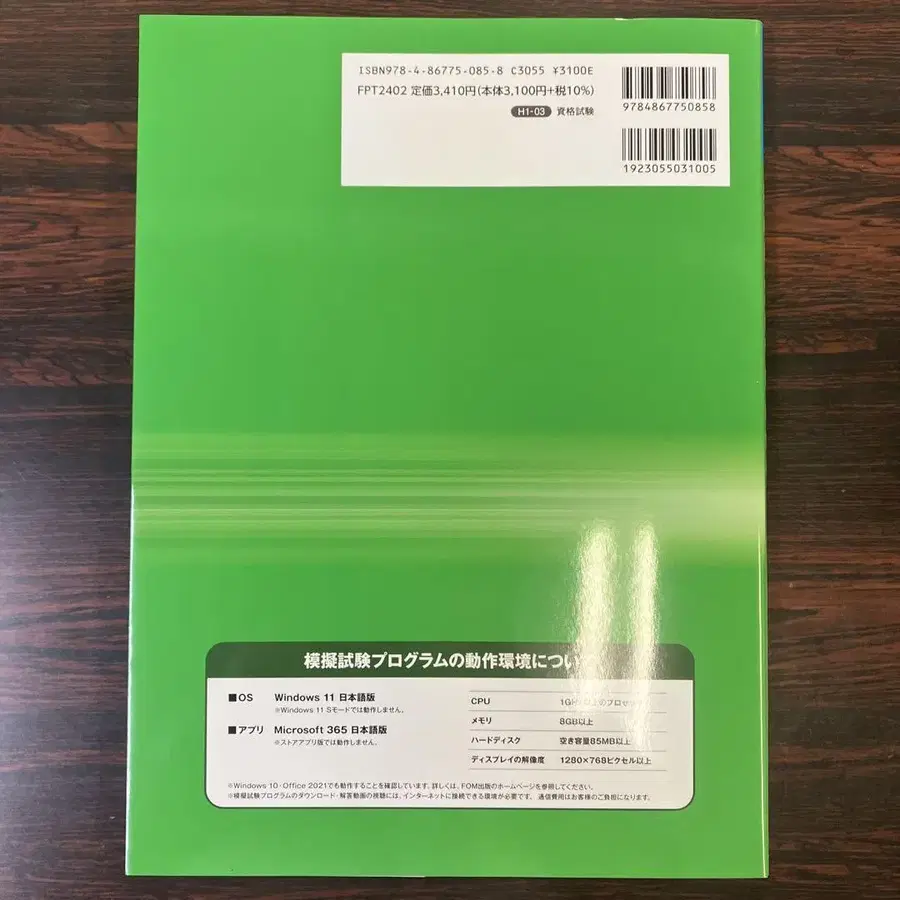 ISBN978-4-86775-085-8 C3055 ¥3100E
FPT2402 定価3,410円(本体3,100円+税10%)
H1-03 資格試験
9784867750858
1923055031005
模擬試験プログラムの動作環境につい
■OS Windows 11 日本語版
※Windows 11 Sモードでは動作しません。
■アプリ Microsoft 365 日本語版
※ストアアプリ版では動作しません。
CPU 1GHz以上のプロセッサ
メモリ 8GB以上
ハードディスク 空き容量85MB以上
ディスプレイの解像度 1280×768ピクセル以上
※Windows 10・Office 2021でも動作することを確認しています。詳しくは、FOM出版のホームページを参照してください。
※模擬試験プログラムのダウンロード・解答動画の視聴には、インターネットに接続できる環境が必要です。 通信費用はお客様のご負担になります。